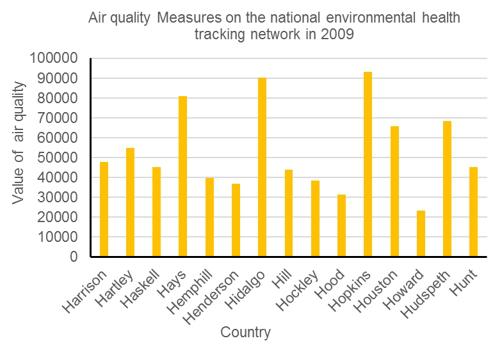 Air quality Measures on the national environmental health
tracking network in 2009
Value of air quality
100000
90000
80000
70000
60000
50000
40000
30000
20000
10000
0
Harrison
Hartley
Haskell
Hays
Hemphill
Henderson
Hidalgo
Hill
Hockley
Hood
Hopkins
Houston
Howard
Hudspeth
Hunt
Country